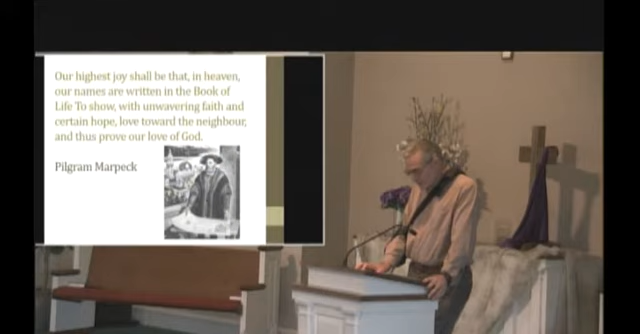 Our highest joy shall be that, in heaven,
our names are written in the Book of
Life To show, with unwavering faith and
certain hope, love toward the neighbour,
and thus prove our love of God.
Pilgram Marpeck